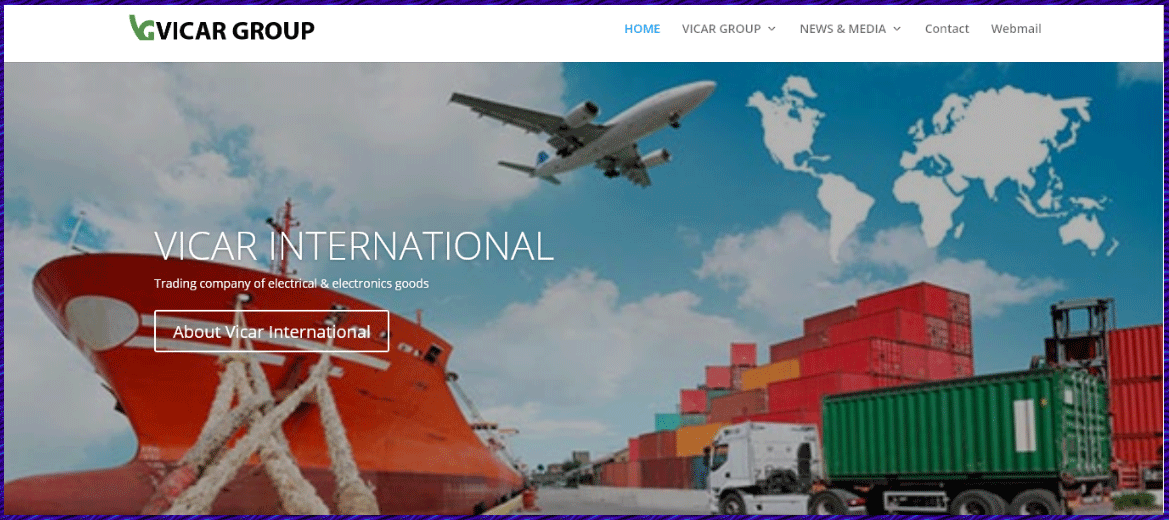 VICAR GROUP
HOME VICAR GROUP NEWS & MEDIA Contact Webmail
VICAR INTERNATIONAL
Trading company of electrical & electronics goods
About Vicar International